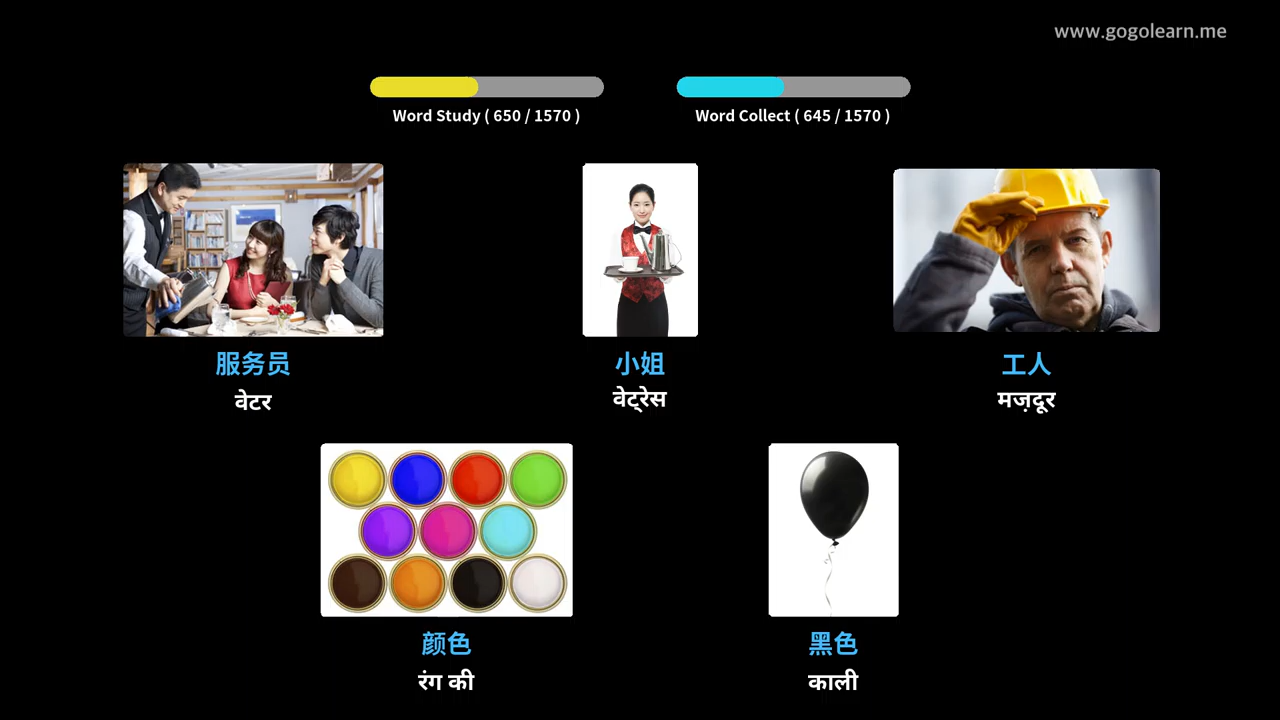 www.gogolearn.me
Word Study ( 650 / 1570 )
Word Collect ( 645 / 1570 )
服务员
小姐
工人
वेटर
वेट्रेस
मज़दूर
颜色
黑色
रंग की
काली